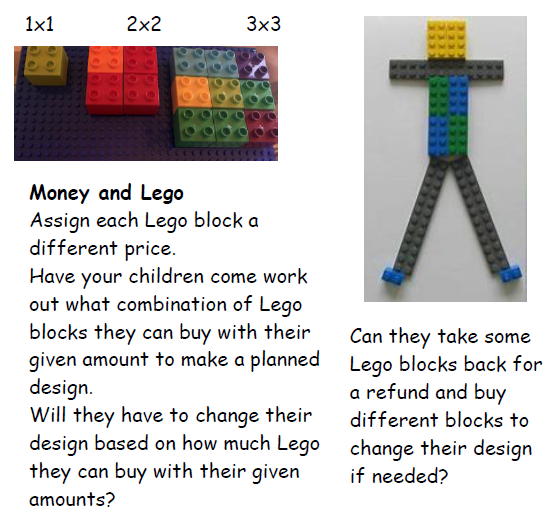 1x1 2x2 3x3
Money and Lego
Assign each Lego block a
different price.
Have your children come work
out what combination of Lego
blocks they can buy with their
given amount to make a planned
design.
Will they have to change their
design based on how much Lego
they can buy with their given
amounts?
Can they take some
Lego blocks back for
a refund and buy
different blocks to
change their design
if needed?